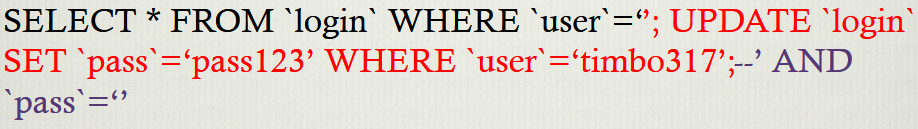 SELECT * FROM `login` WHERE `user`=‘’; UPDATE `login`
SET `pass`=‘pass123’ WHERE `user`=‘timbo317’;--’ AND
`pass`=‘’